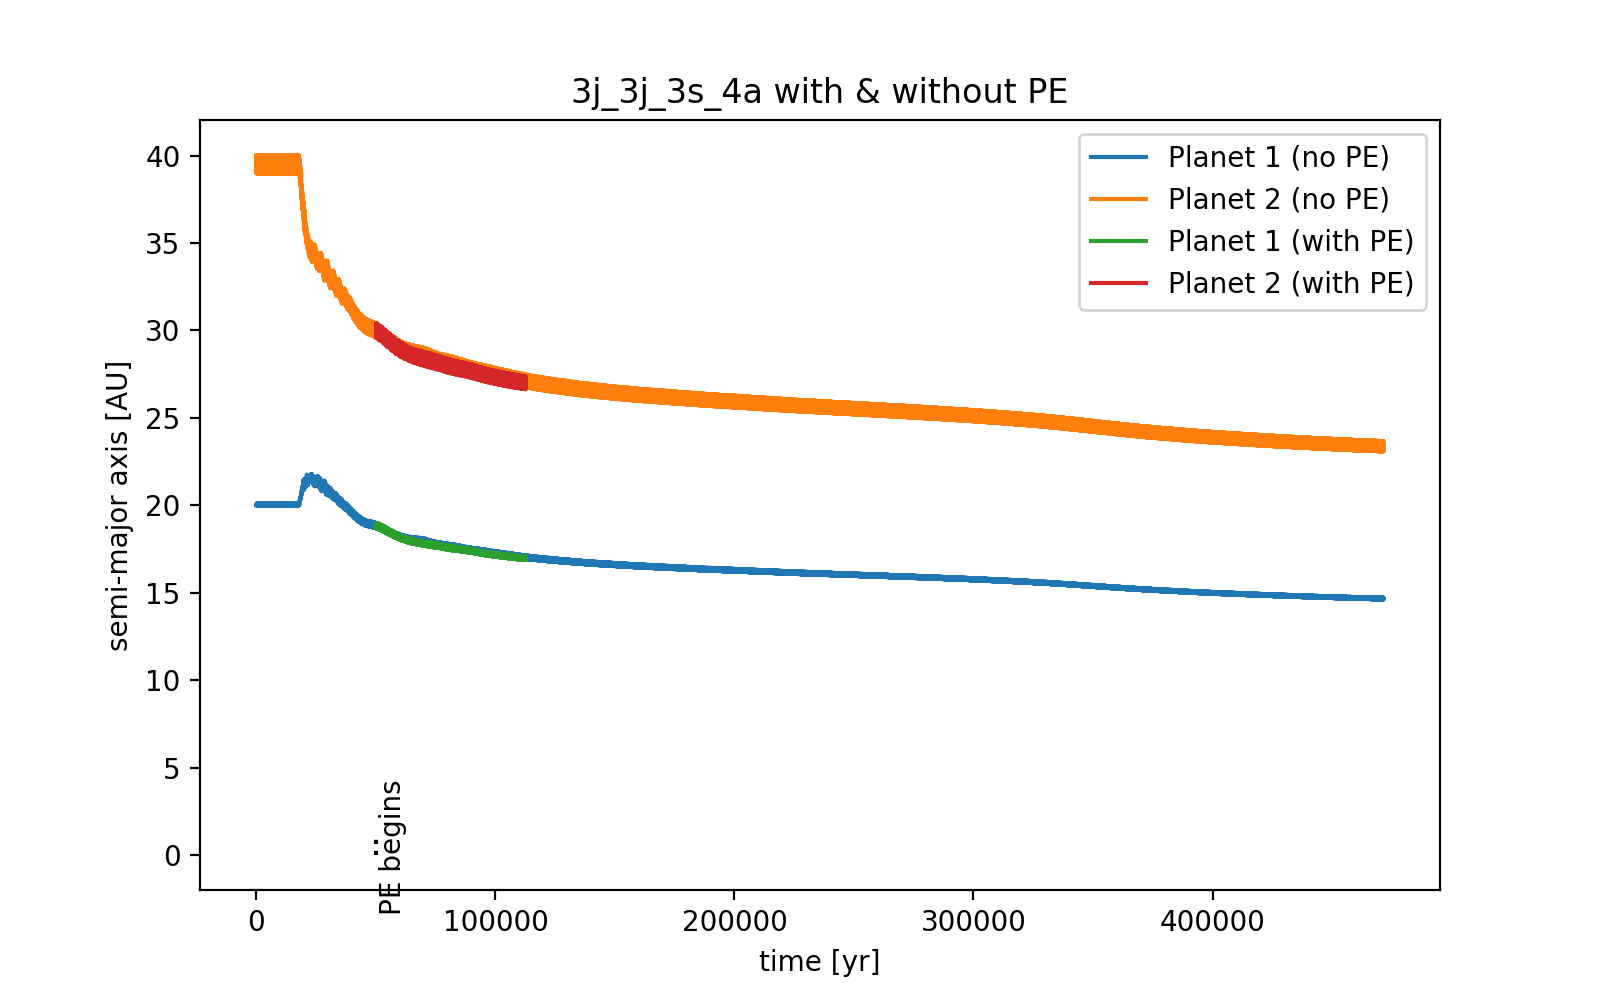 3j_3j_3s_4a with & without PE
Planet 1 (no PE)
Planet 2 (no PE)
Planet 1 (with PE)
Planet 2 (with PE)
semi-major axis [AU]
40
35
30
25
20
15
10
5
0
PE begins
0
100000
200000
300000
400000
time [yr]